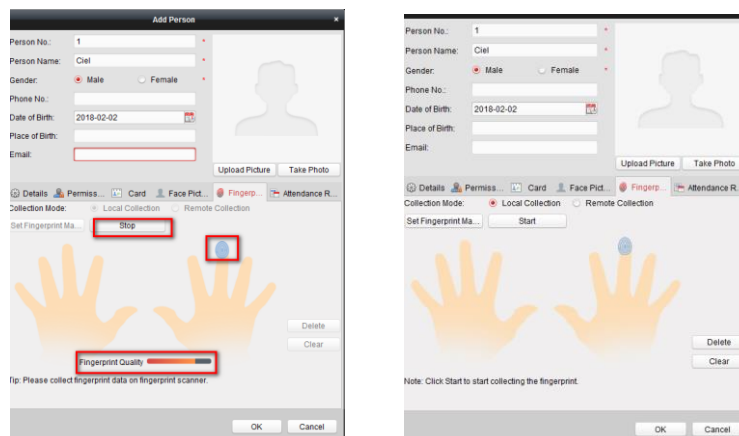 Add Person ×
Person No.: 1 *
Person Name: Ciel *
Gender: Male Female *
Phone No.:
Date of Birth: 2018-02-02
Place of Birth:
Email:
Upload Picture Take Photo
Details Permiss... Card Face Pict... Fingerp... Attendance R...
Collection Mode: Local Collection Remote Collection
Set Fingerprint Ma... Stop
Delete
Clear
Fingerprint Quality
Tip: Please collect fingerprint data on fingerprint scanner.
OK Cancel
Person No.: 1 *
Person Name: Ciel *
Gender: Male Female *
Phone No.:
Date of Birth: 2018-02-02
Place of Birth:
Email:
Upload Picture Take Photo
Details Permiss... Card Face Pict... Fingerp... Attendance R
Collection Mode: Local Collection Remote Collection
Set Fingerprint Ma... Start
Delete
Clear
Note: Click Start to start collecting the fingerprint.
OK Cancel